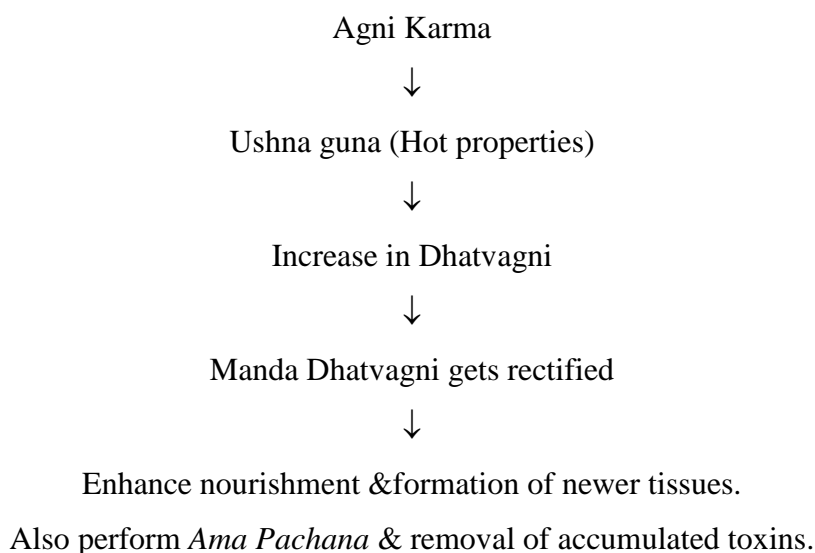 Agni Karma
↓
Ushna guna (Hot properties)
↓
Increase in Dhatvagni
↓
Manda Dhatvagni gets rectified
↓
Enhance nourishment &formation of newer tissues.
Also perform Ama Pachana & removal of accumulated toxins.